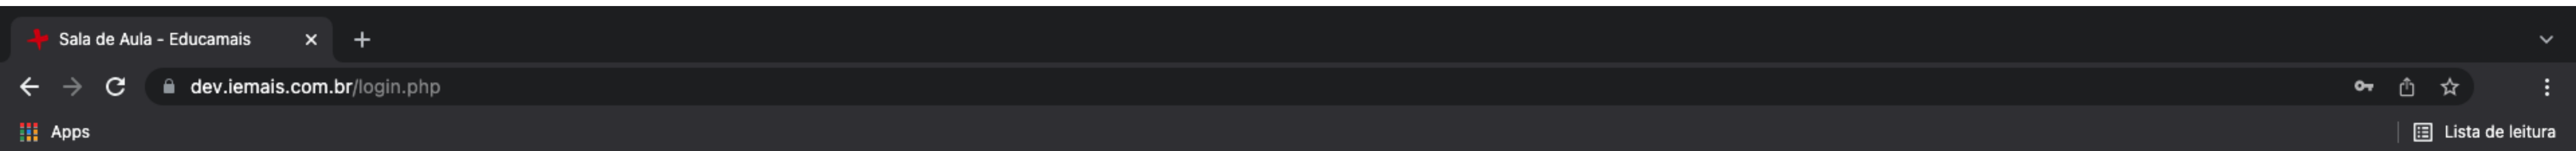 Sala de Aula - Educamais
dev.iemais.com.br/login.php
Apps
Lista de leitura